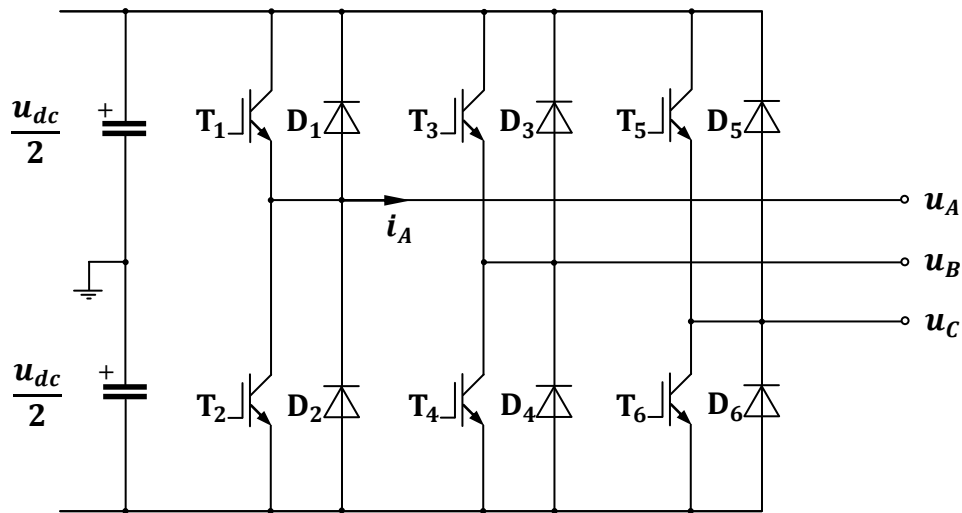 u_dc
2
+
T₁
D₁
T₃
D₃
T₅
D₅
u_A
i_A
u_B
u_C
u_dc
2
+
T₂
D₂
T₄
D₄
T₆
D₆